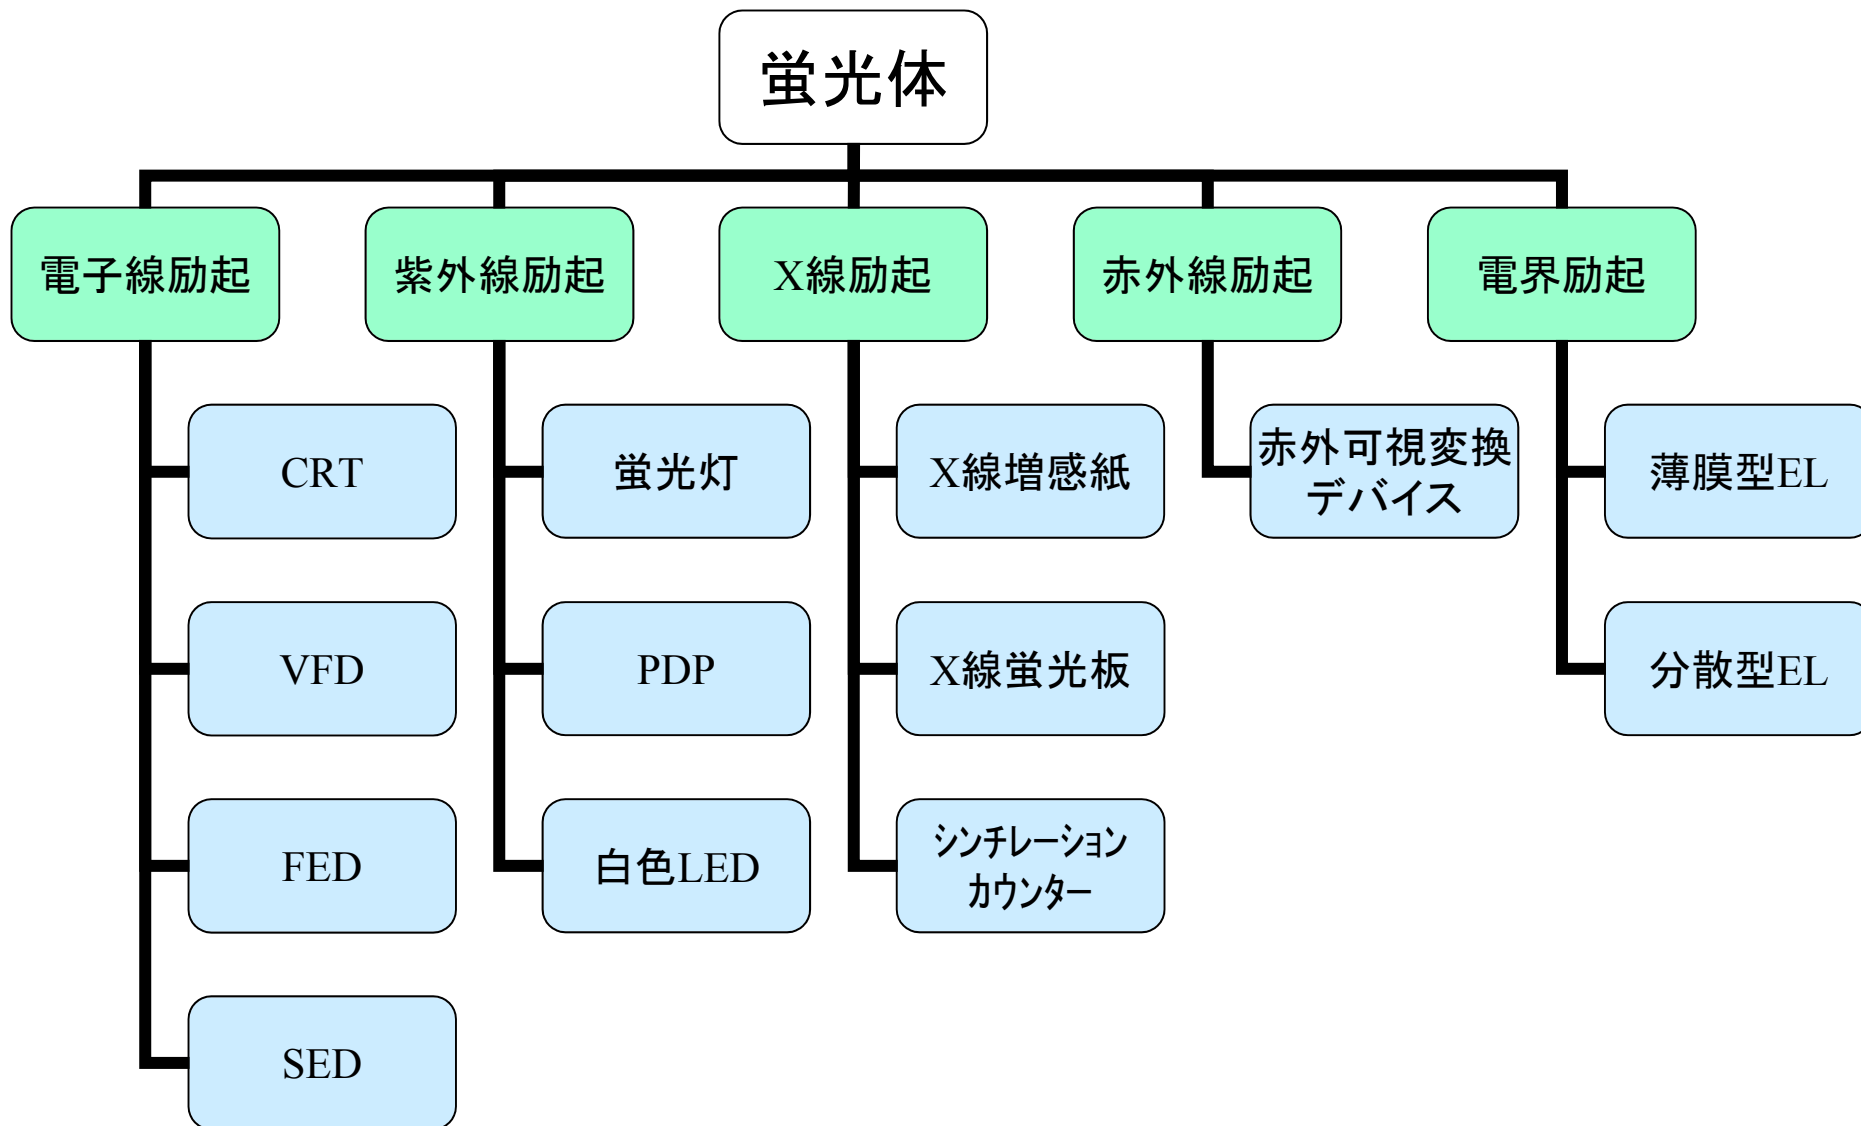 蛍光体
電子線励起
紫外線励起
X線励起
赤外線励起
電界励起
CRT
蛍光灯
X線増感紙
赤外可視変換
デバイス
薄膜型EL
VFD
PDP
X線蛍光板
分散型EL
FED
白色LED
シンチレーション
カウンター
SED